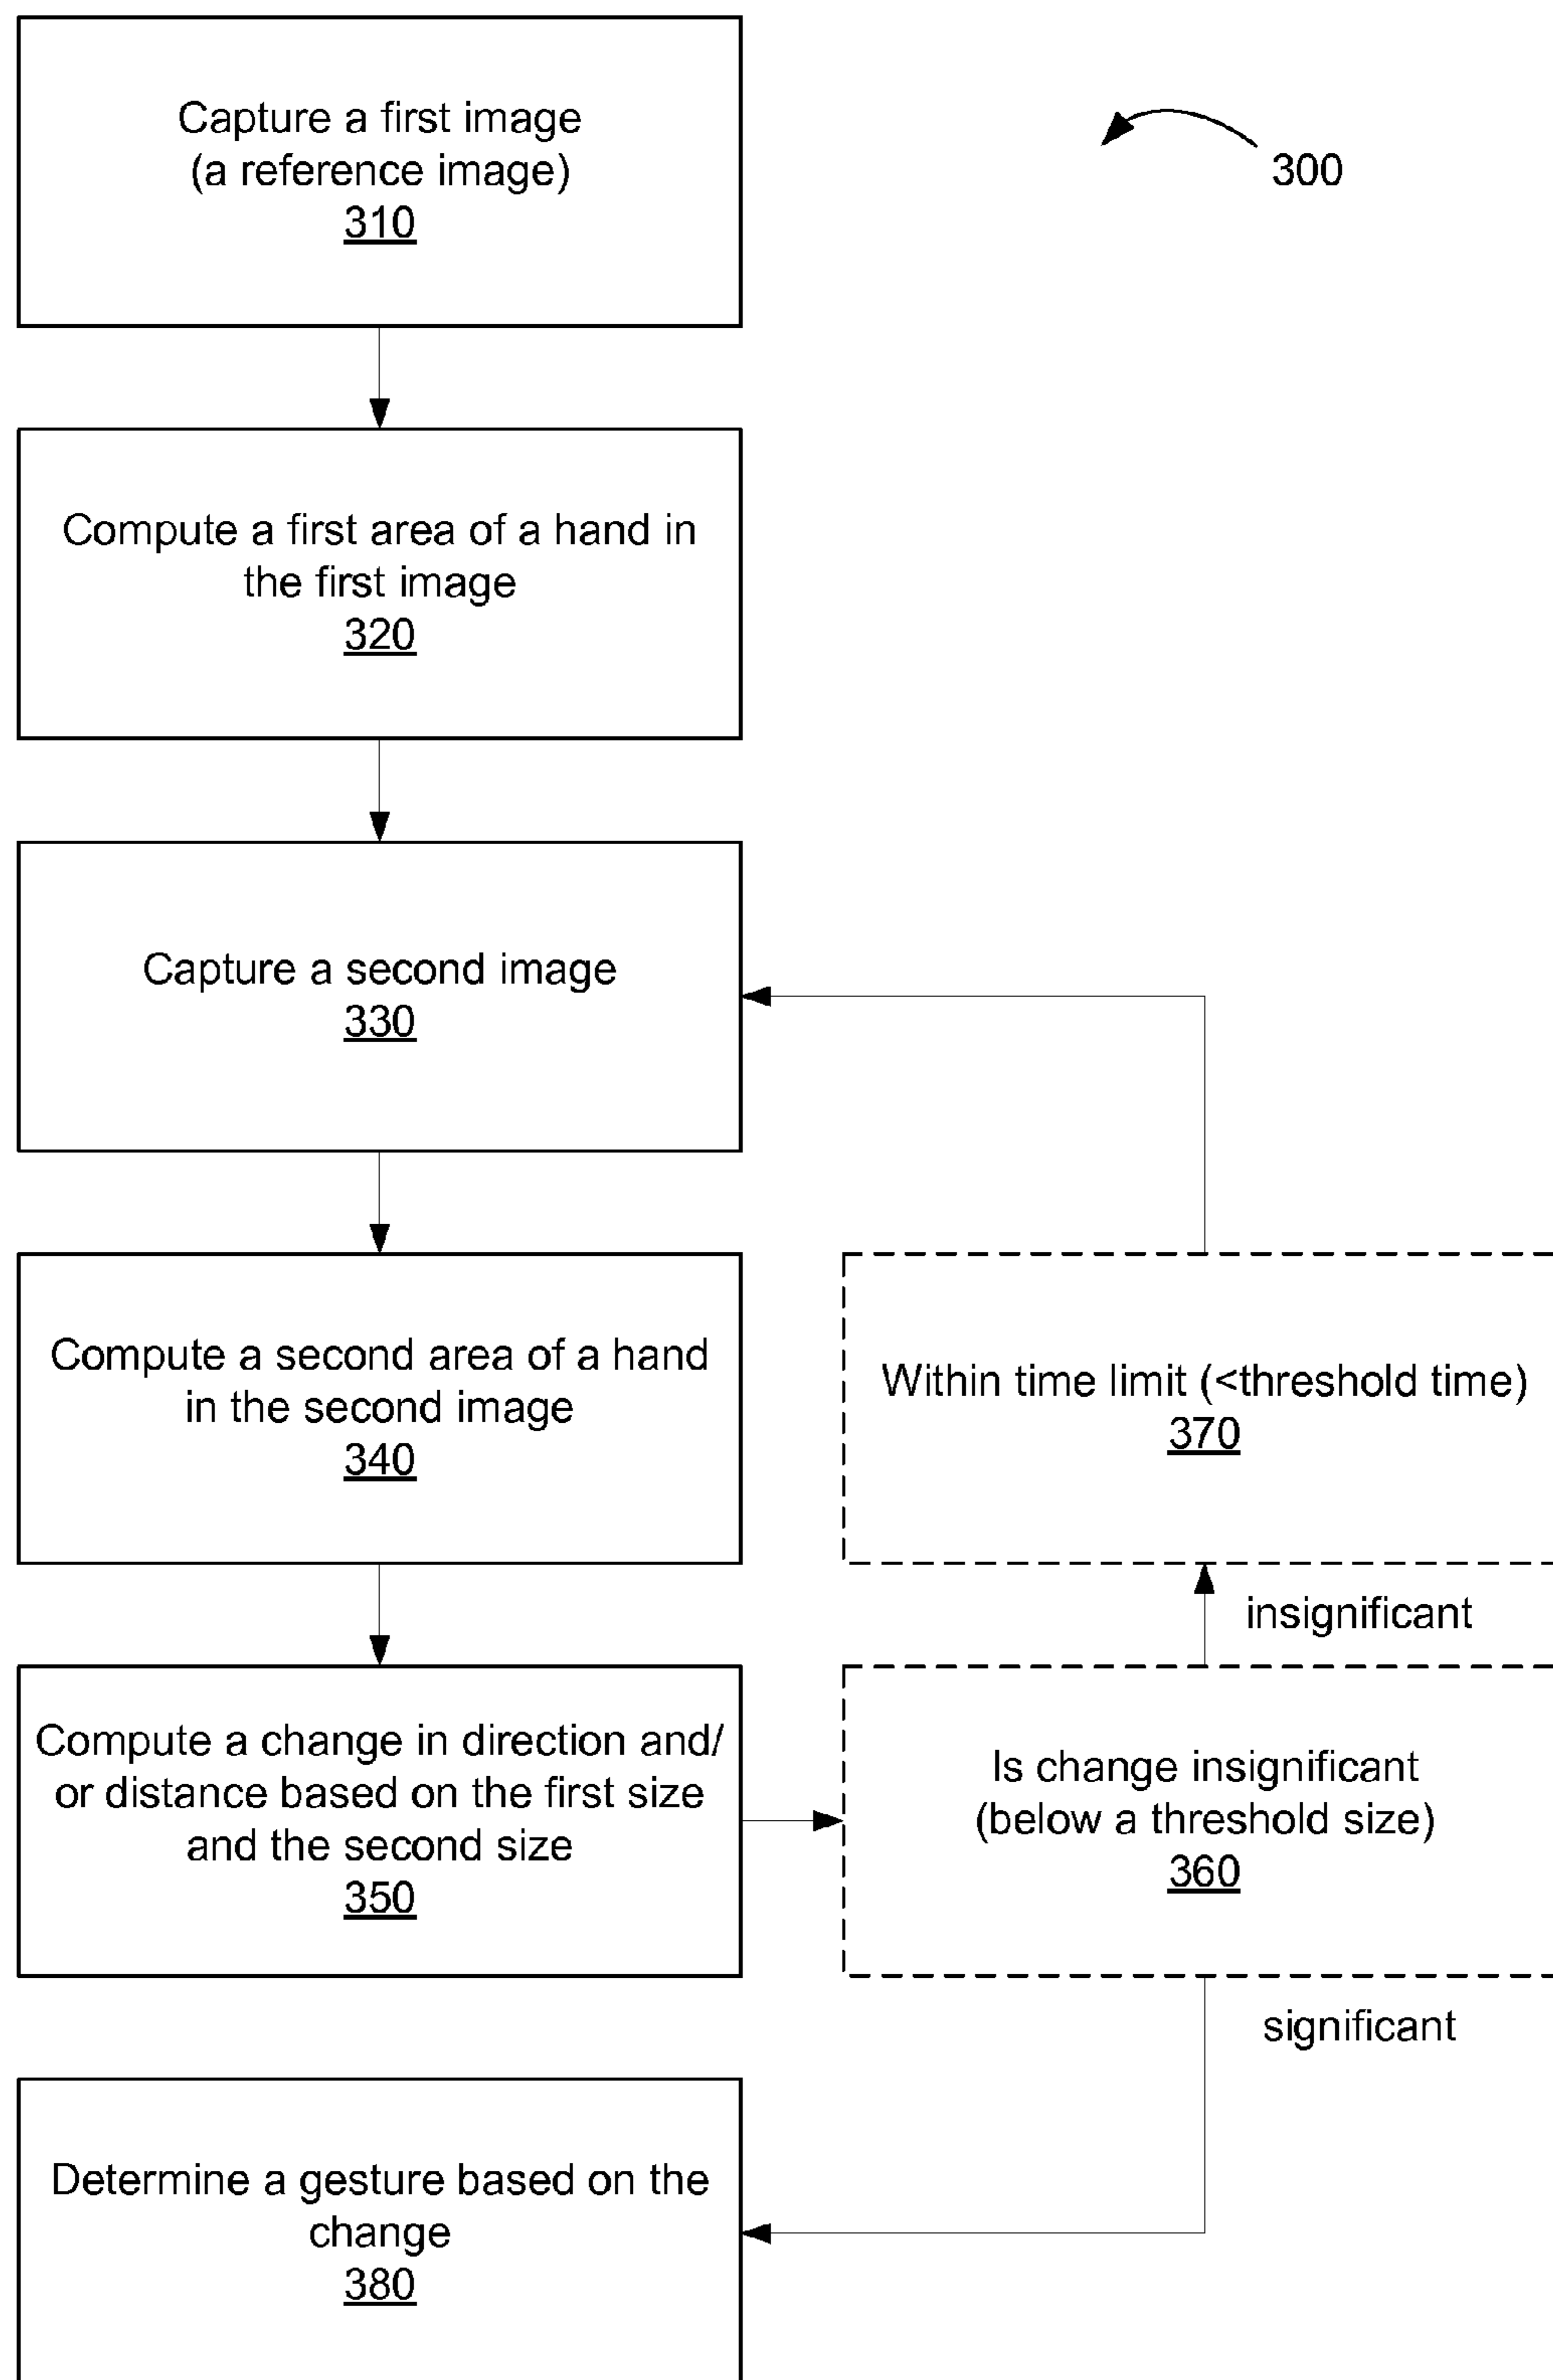 Capture a first image
(a reference image)
310
300
Compute a first area of a hand in
the first image
320
Capture a second image
330
Compute a second area of a hand
in the second image
340
Within time limit (<threshold time)
370
insignificant
Compute a change in direction and/
or distance based on the first size
and the second size
350
Is change insignificant
(below a threshold size)
360
significant
Determine a gesture based on the
change
380